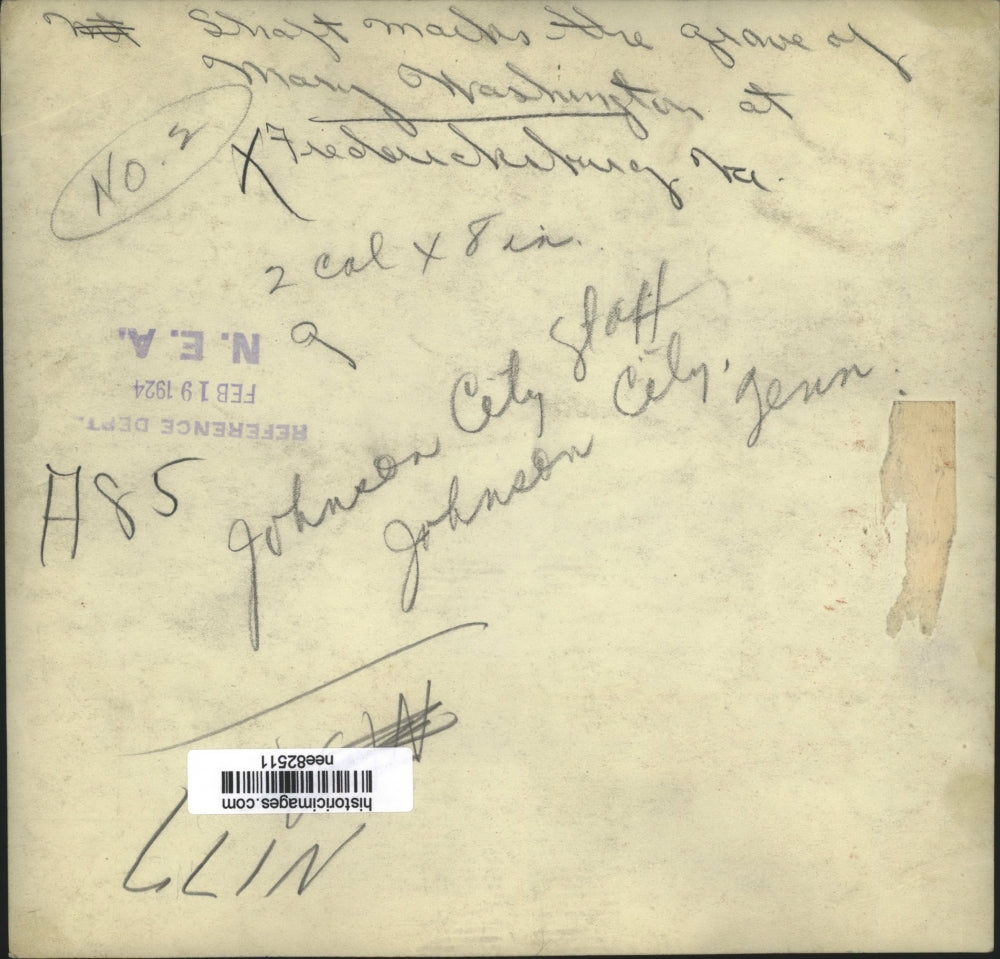 Shaft marks the grave of
Mary Washington at
X Fredericksburg Va.
NO. 2
2 Col X 8 in.
9
Johnson City Staff
Johnson City, Tenn.
REFERENCE DEPT.
FEB 19 1924
N. E. A.
A85
historicimages.com
nee82511